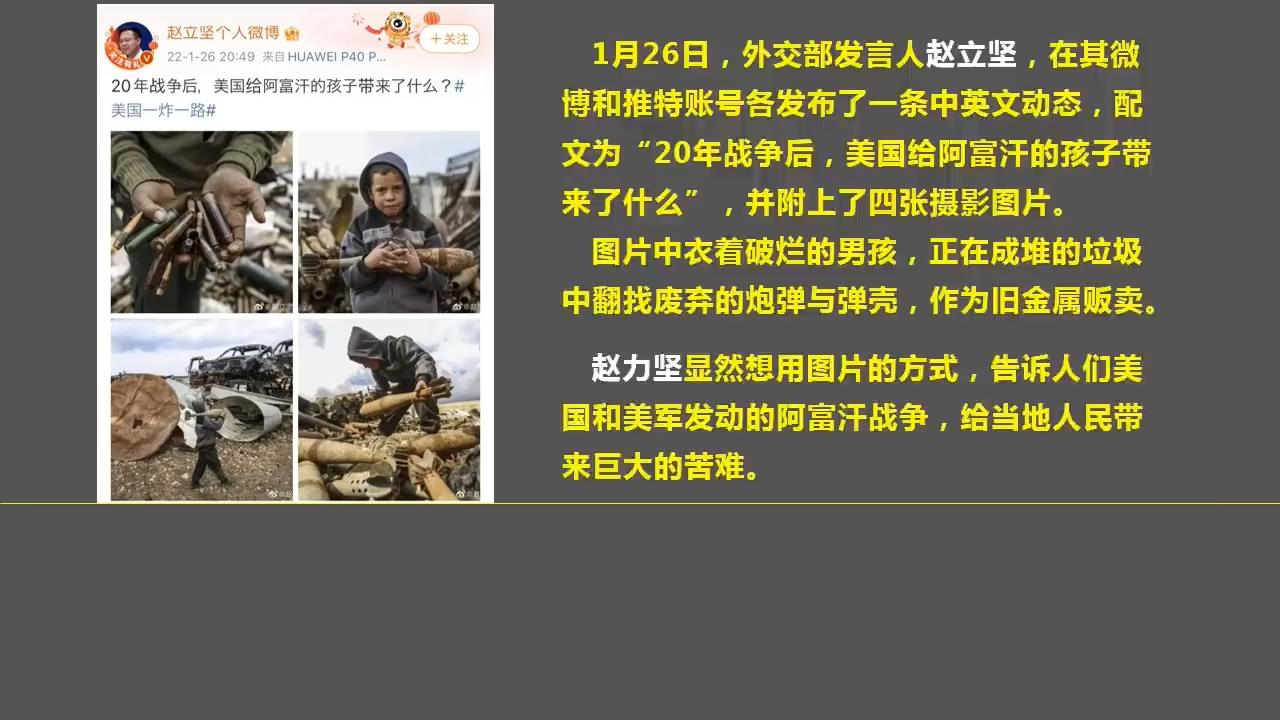 赵立坚个人微博
+关注
22-1-26 20:49 来自 HUAWEI P40 P...
20年战争后，美国给阿富汗的孩子带来了什么？#
美国一炸一路#
1月26日，外交部发言人赵立坚，在其微
博和推特账号各发布了一条中英文动态，配
文为“20年战争后，美国给阿富汗的孩子带
来了什么”，并附上了四张摄影图片。
图片中衣着破烂的男孩，正在成堆的垃圾
中翻找废弃的炮弹与弹壳，作为旧金属贩卖。
赵力坚显然想用图片的方式，告诉人们美
国和美军发动的阿富汗战争，给当地人民带
来巨大的苦难。